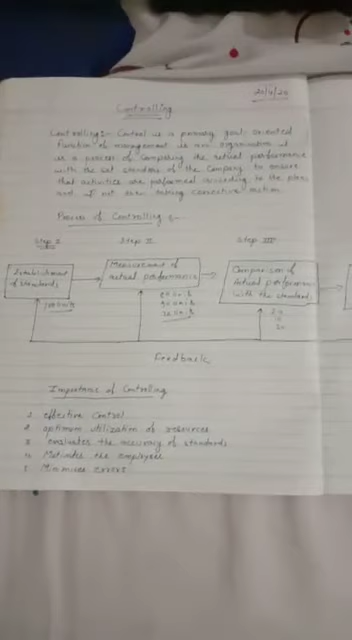 Controlling
Controlling:- Control is a primary goal oriented
function of management in an organisation it
is a process of Comparing the actual performance
with the set standards of the Company to ensure
that activities are performed according to the plan
and if not are taking corrective action.
Process of Controlling :-
Step I Step II Step III
Establishment of standards
Measurement of actual performance
Comparison of Actual performance with the standards
Feedback
Importance of Controlling
1 effective Control
2 optimum utilization of resources
3 evaluates the accuracy of standards
4 Motivates the employees
5 Minimises errors